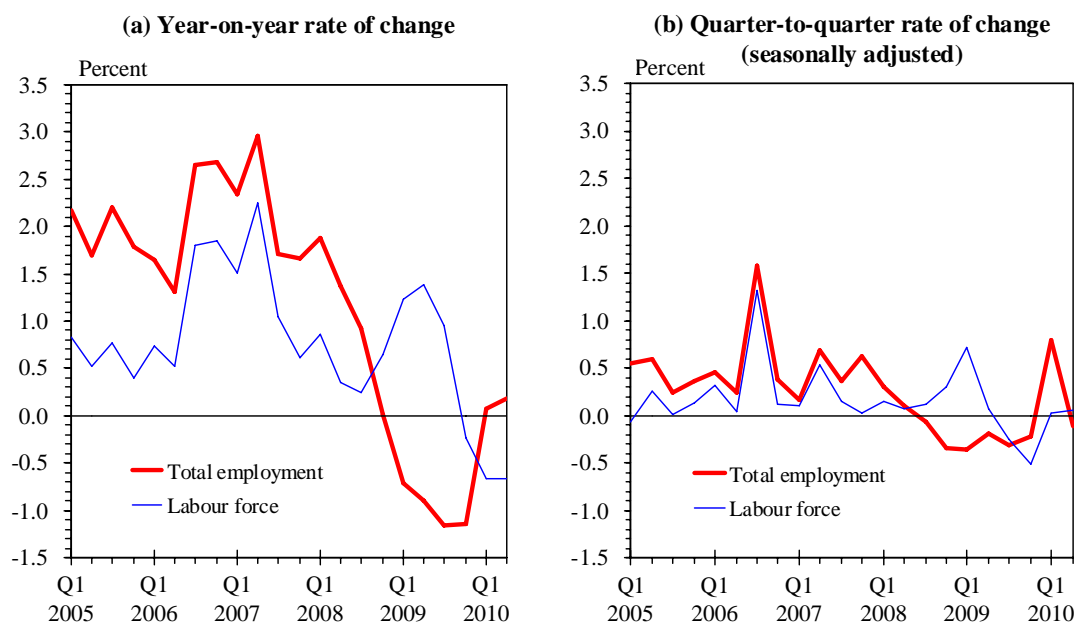 (a) Year-on-year rate of change
Percent
3.5
3.0
2.5
2.0
1.5
1.0
0.5
0.0
-0.5
-1.0
-1.5
Total employment
Labour force
Q1 Q1 Q1 Q1 Q1 Q1
2005 2006 2007 2008 2009 2010
(b) Quarter-to-quarter rate of change
(seasonally adjusted)
Percent
3.5
3.0
2.5
2.0
1.5
1.0
0.5
0.0
-0.5
-1.0
-1.5
Total employment
Labour force
Q1 Q1 Q1 Q1 Q1 Q1
2005 2006 2007 2008 2009 2010